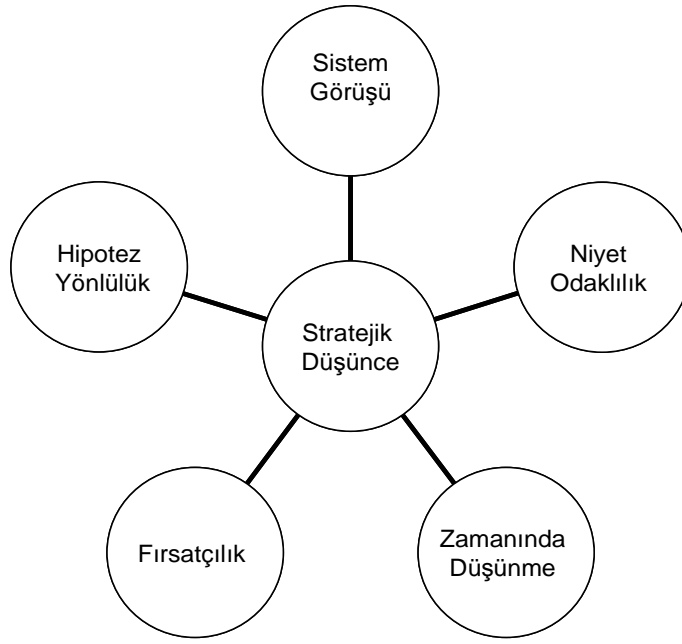 Sistem
Görüşü
Hipotez
Yönlülük
Niyet
Odaklılık
Stratejik
Düşünce
Fırsatçılık
Zamanında
Düşünme